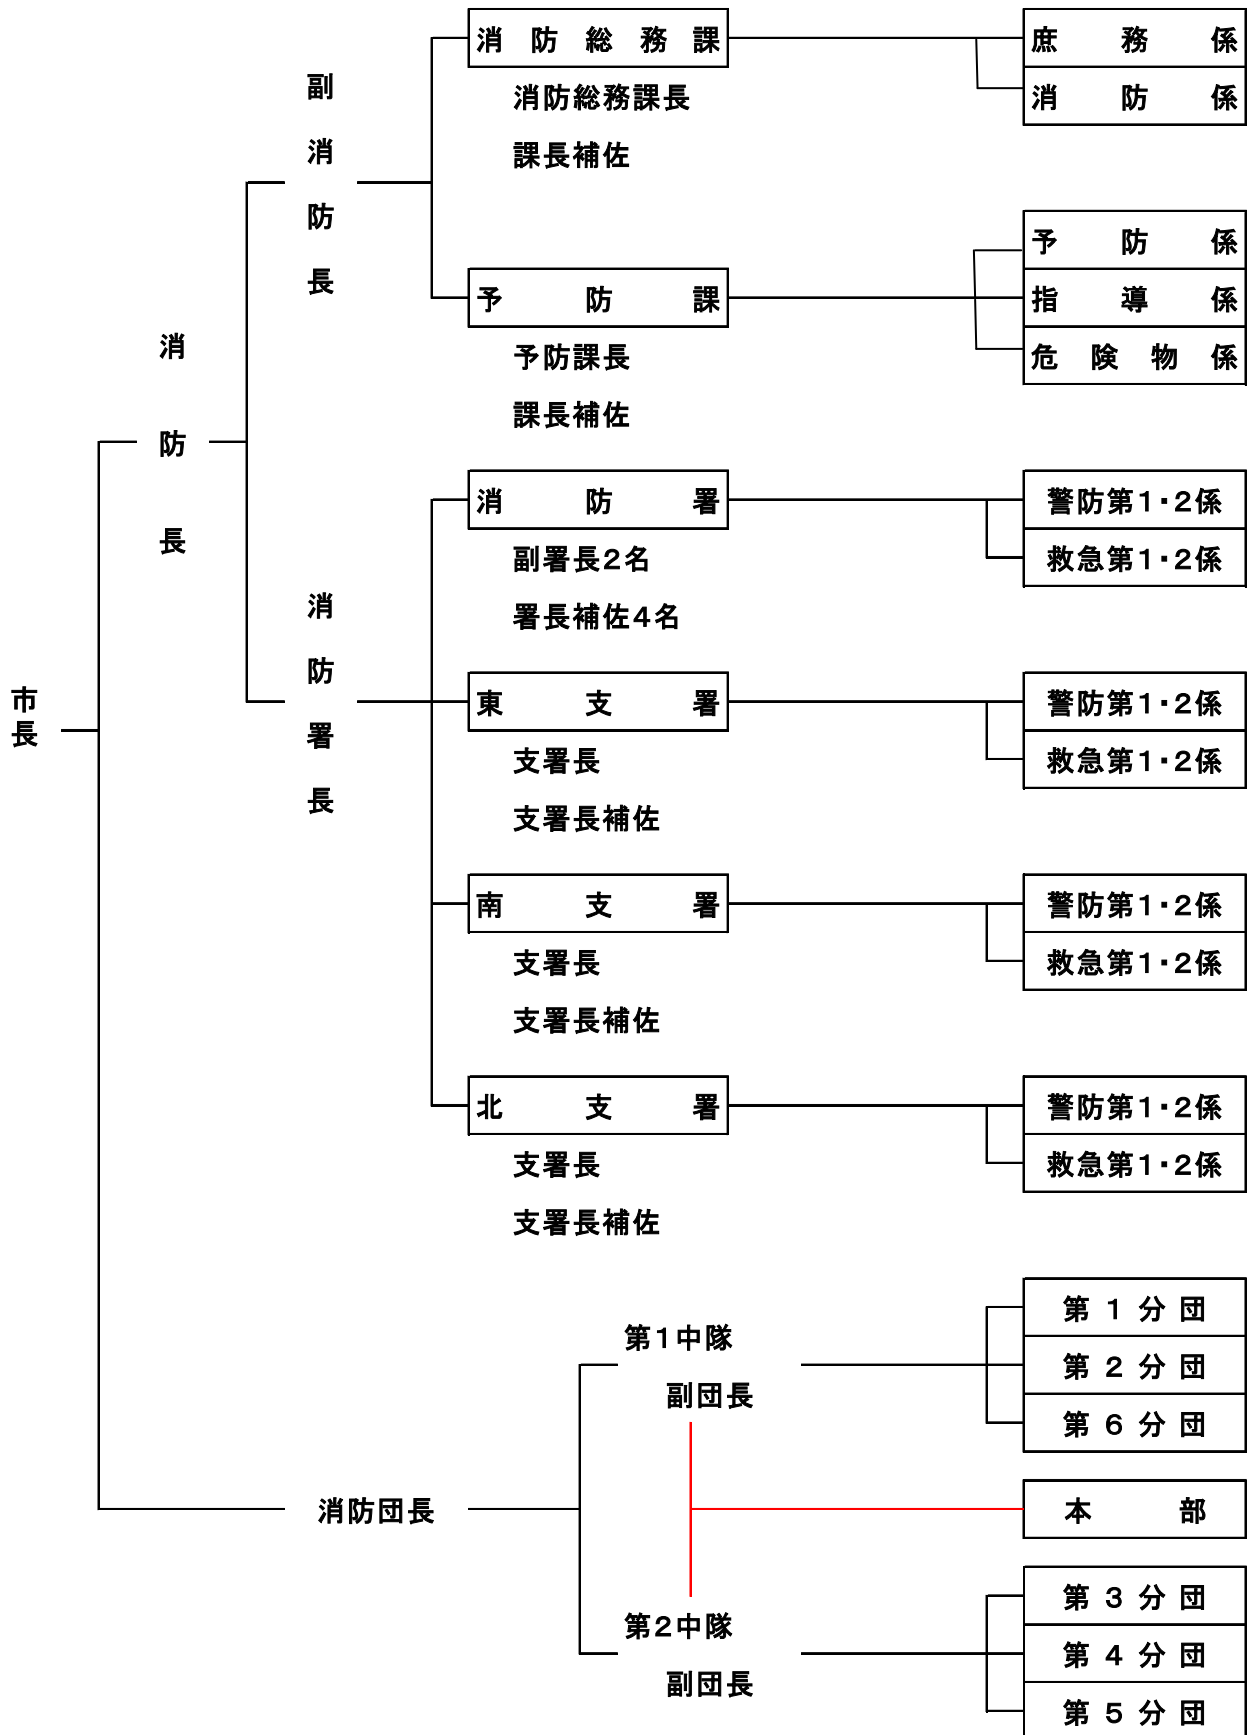 市長
消防長
副消防長
消防総務課
消防総務課長
課長補佐
庶務係
消防係
予防課
予防課長
課長補佐
予防係
指導係
危険物係
消防署長
消防署
副署長2名
署長補佐4名
警防第1・2係
救急第1・2係
東支署
支署長
支署長補佐
警防第1・2係
救急第1・2係
南支署
支署長
支署長補佐
警防第1・2係
救急第1・2係
北支署
支署長
支署長補佐
警防第1・2係
救急第1・2係
消防団長
第1中隊
副団長
第1分団
第2分団
第6分団
本部
第2中隊
副団長
第3分団
第4分団
第5分団